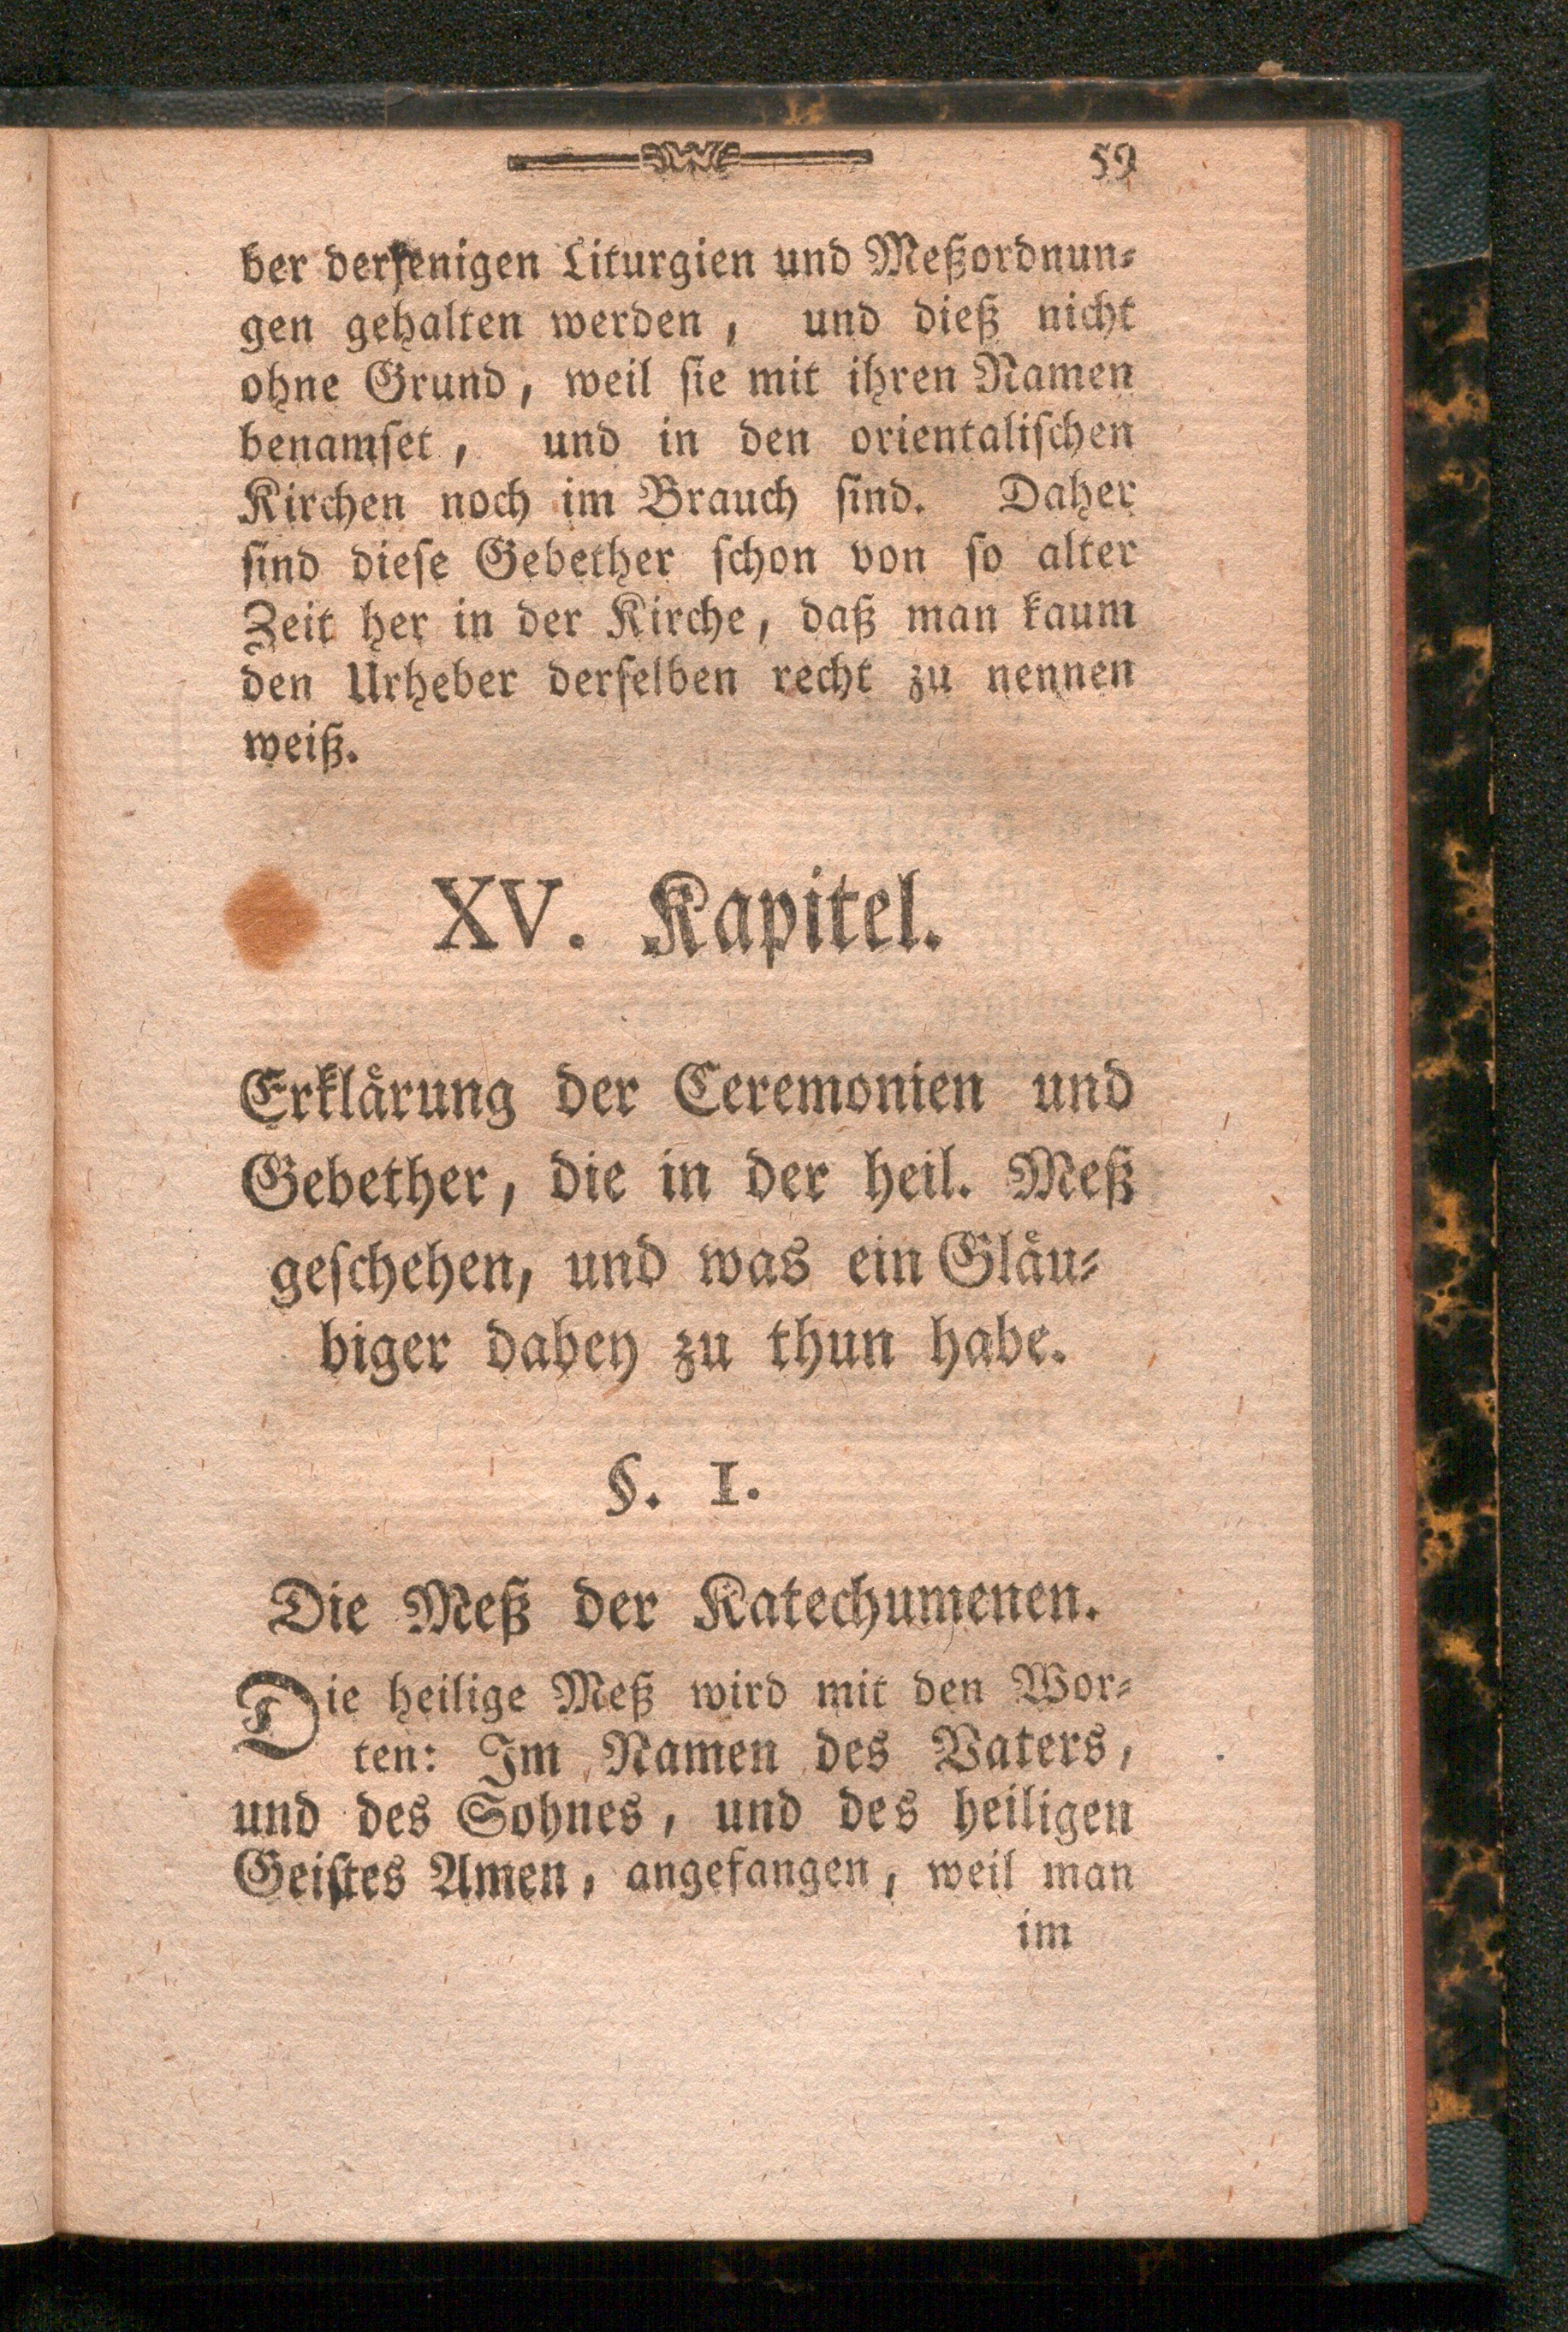 59
ber derjenigen Liturgien und Meßordnun⸗
gen gehalten werden, und dieß nicht
ohne Grund, weil ſie mit ihren Namen
benamſet, und in den orientaliſchen
Kirchen noch im Brauch ſind. Daher
ſind dieſe Gebether ſchon von ſo alter
Zeit her in der Kirche, daß man kaum
den Urheber derſelben recht zu nennen
weiß.
XV. Kapitel.
Erklärung der Ceremonien und
Gebether, die in der heil. Meß
geſchehen, und was ein Gläu⸗
biger dabey zu thun habe.
§. 1.
Die Meß der Katechumenen.
Die heilige Meß wird mit den Wor⸗
ten: Im Namen des Vaters,
und des Sohnes, und des heiligen
Geiſtes Amen, angefangen, weil man
im